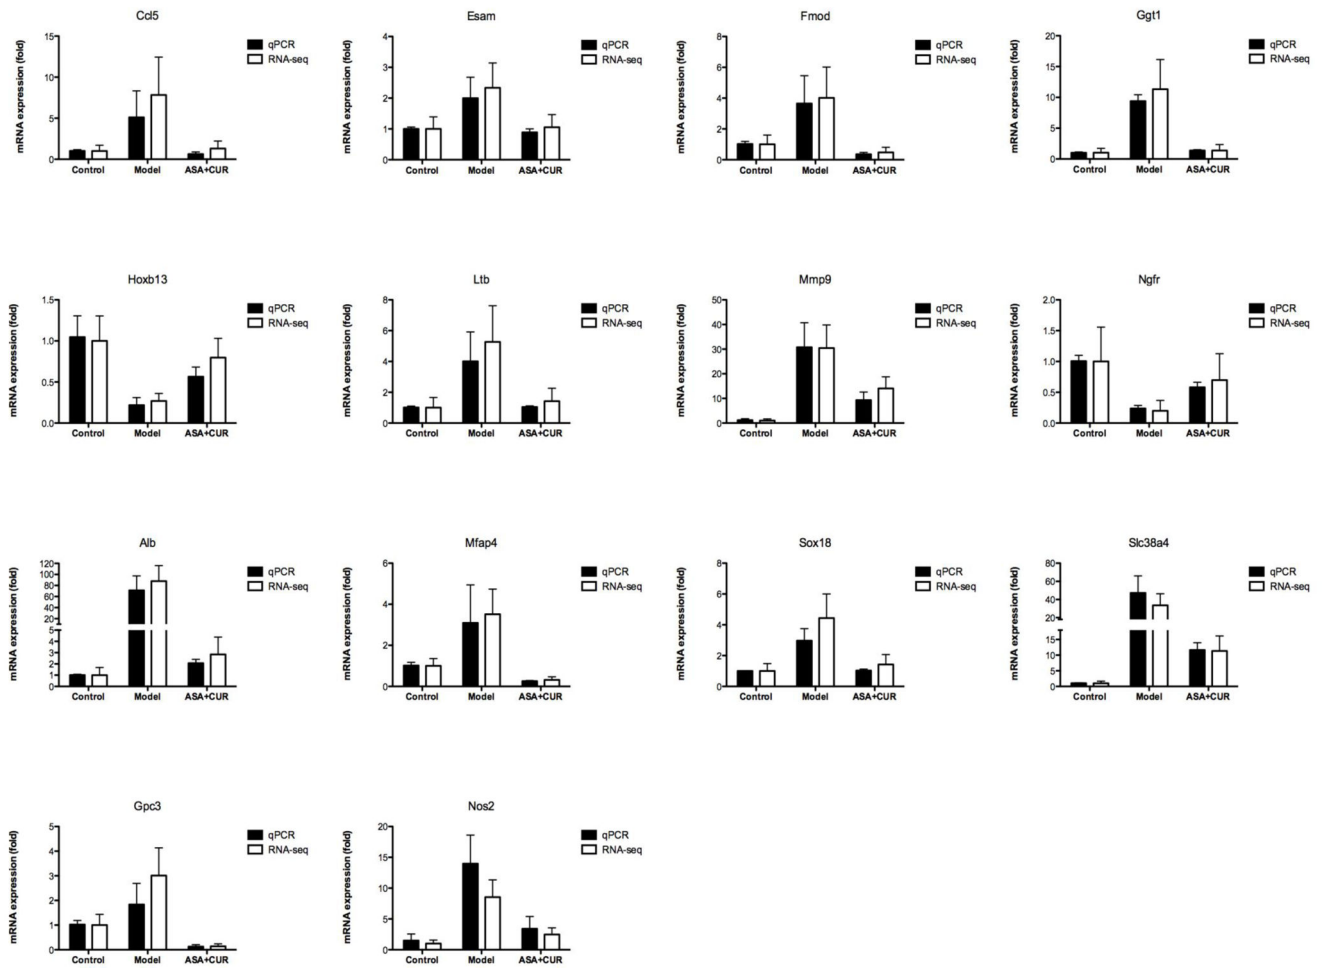 Ccl5
mRNA expression (fold)
15
10
5
0
Control Model ASA+CUR
qPCR
RNA-seq
Esam
mRNA expression (fold)
4
3
2
1
0
Control Model ASA+CUR
qPCR
RNA-seq
Fmod
mRNA expression (fold)
8
6
4
2
0
Control Model ASA+CUR
qPCR
RNA-seq
Ggt1
mRNA expression (fold)
20
15
10
5
0
Control Model ASA+CUR
qPCR
RNA-seq
Hoxb13
mRNA expression (fold)
1.5
1.0
0.5
0.0
Control Model ASA+CUR
qPCR
RNA-seq
Ltb
mRNA expression (fold)
8
6
4
2
0
Control Model ASA+CUR
qPCR
RNA-seq
Mmp9
mRNA expression (fold)
50
40
30
20
10
0
Control Model ASA+CUR
qPCR
RNA-seq
Ngfr
mRNA expression (fold)
2.0
1.5
1.0
0.5
0.0
Control Model ASA+CUR
qPCR
RNA-seq
Alb
mRNA expression (fold)
120
100
80
60
40
20
5
4
3
2
1
0
Control Model ASA+CUR
qPCR
RNA-seq
Mfap4
mRNA expression (fold)
6
4
2
0
Control Model ASA+CUR
qPCR
RNA-seq
Sox18
mRNA expression (fold)
8
6
4
2
0
Control Model ASA+CUR
qPCR
RNA-seq
Slc38a4
mRNA expression (fold)
80
60
40
20
15
10
5
0
Control Model ASA+CUR
qPCR
RNA-seq
Gpc3
mRNA expression (fold)
5
4
3
2
1
0
Control Model ASA+CUR
qPCR
RNA-seq
Nos2
mRNA expression (fold)
20
15
10
5
0
Control Model ASA+CUR
qPCR
RNA-seq